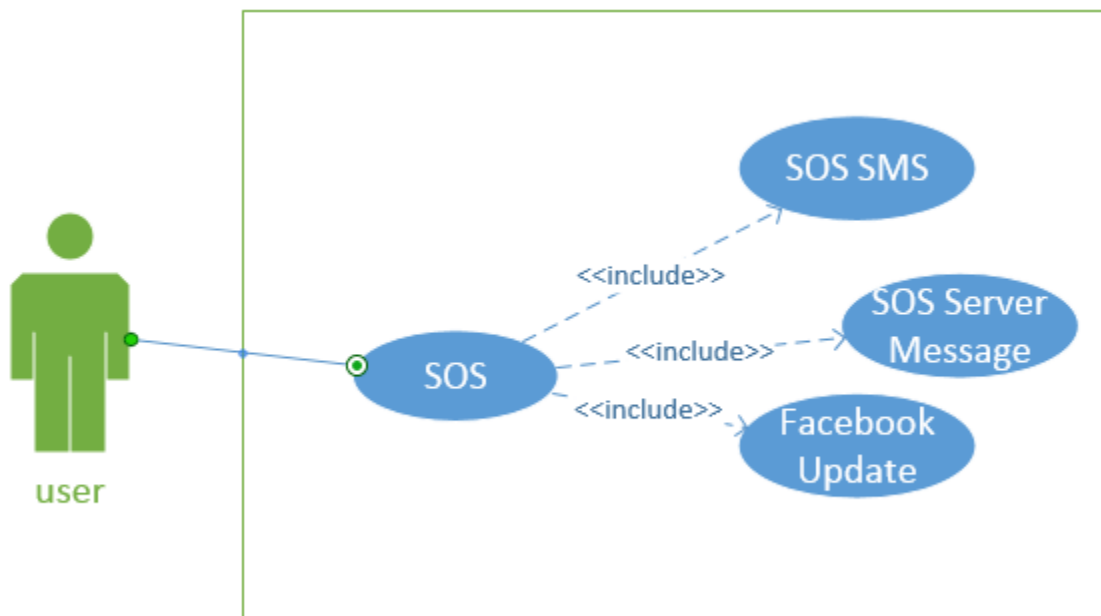 SOS SMS
<<include>>
SOS Server
Message
<<include>>
SOS
<<include>>
Facebook
Update
user